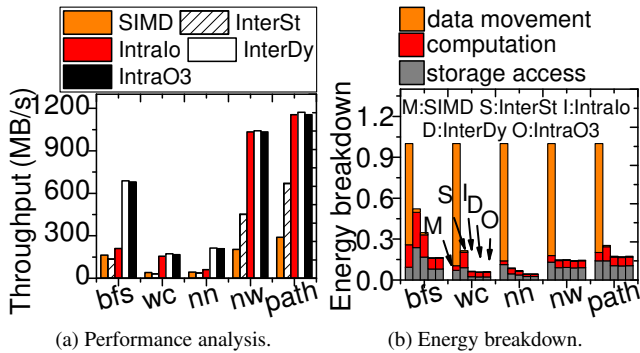 SIMD InterSt
IntraIo InterDy
IntraO3
Throughput (MB/s)
1200
900
600
300
0
bfs wc nn nw path
(a) Performance analysis.
data movement
computation
storage access
Energy breakdown
1.2
0.9
0.6
0.3
0.0
M:SIMD S:InterSt I:IntraIo
D:InterDy O:IntraO3
M S I D O
bfs wc nn nw path
(b) Energy breakdown.